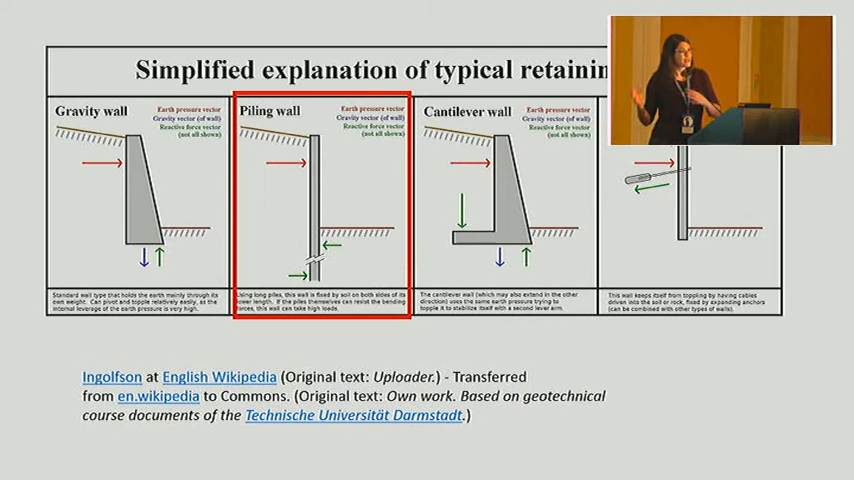 Simplified explanation of typical retainin
Gravity wall
Earth pressure vector
Gravity vector (of wall)
Reactive force vector
(not all shown)
Piling wall
Earth pressure vector
Gravity vector (of wall)
Reactive force vector
(not all shown)
Cantilever wall
Earth pressure vector
Gravity vector (of wall)
Reactive force vector
(not all shown)
Standard wall type that holds the earth mainly through its
own weight. Can pivot and topple relatively easily, as the
internal leverage of the earth pressure is very high.
Using long piles, this wall is fixed by soil on both sides of its
lower length. If the piles themselves can resist the bending
forces, this wall can take high loads.
The cantilever wall (which may also extend in the other
direction) uses the same earth pressure trying to
topple it to stabilize itself with a second lever arm.
This wall keeps itself from toppling by having cables
driven into the soil or rock, fixed by expanding anchors
(can be combined with other types of walls).
Ingolfson at English Wikipedia (Original text: Uploader.) - Transferred
from en.wikipedia to Commons. (Original text: Own work. Based on geotechnical
course documents of the Technische Universität Darmstadt.)